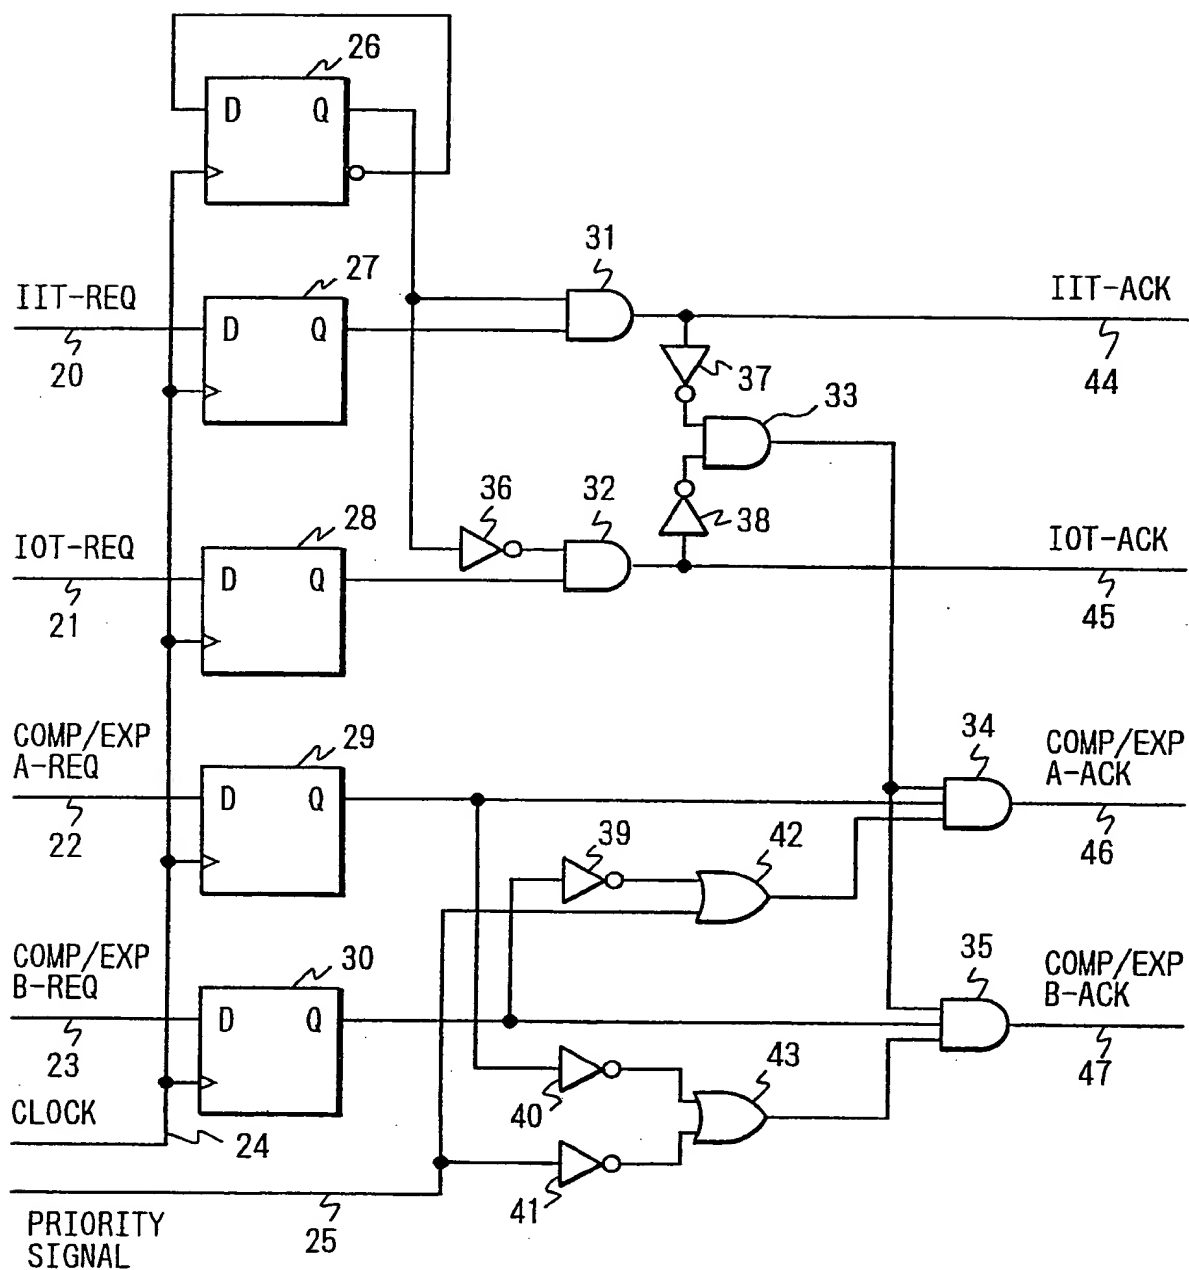 26
D Q
31
27
IIT-REQ
D Q
IIT-ACK
20
37
44
33
36
32
28
38
IOT-REQ
D Q
IOT-ACK
21
45
COMP/EXP
A-REQ
29
34
COMP/EXP
A-ACK
D Q
22
39
42
46
COMP/EXP
B-REQ
30
35
COMP/EXP
B-ACK
D Q
23
43
47
CLOCK
40
24
41
25
PRIORITY
SIGNAL